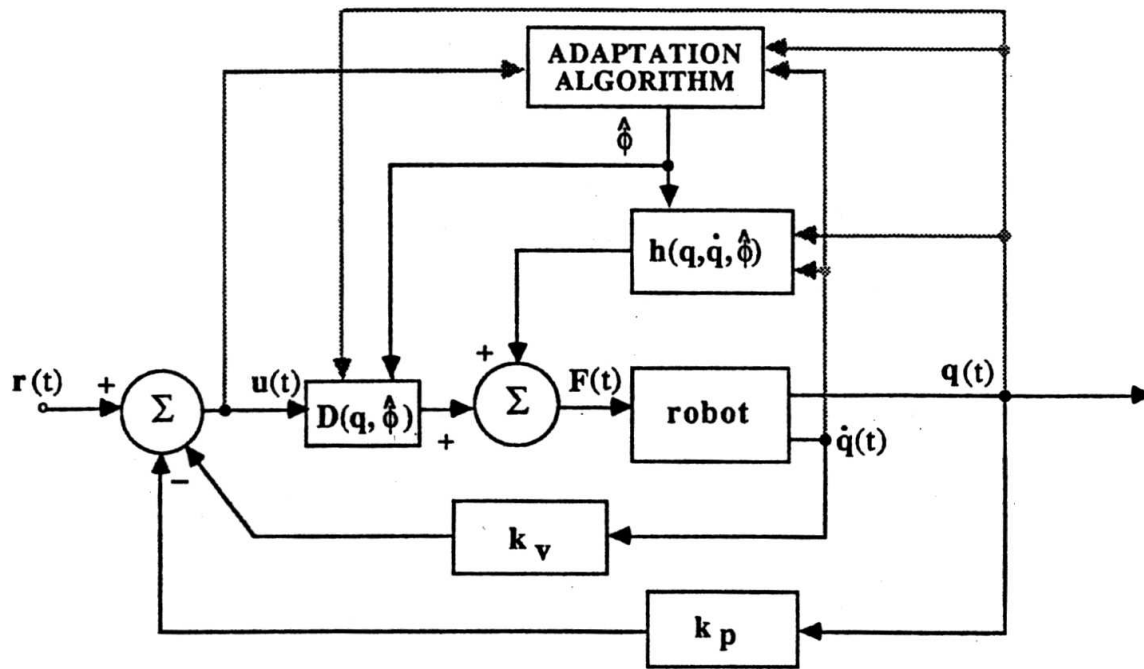 ADAPTATION
ALGORITHM
φ̂
h(q,q̇,φ̂)
r(t)
+
Σ
−
u(t)
D(q, φ̂)
+
+
Σ
F(t)
robot
q(t)
q̇(t)
k v
k p